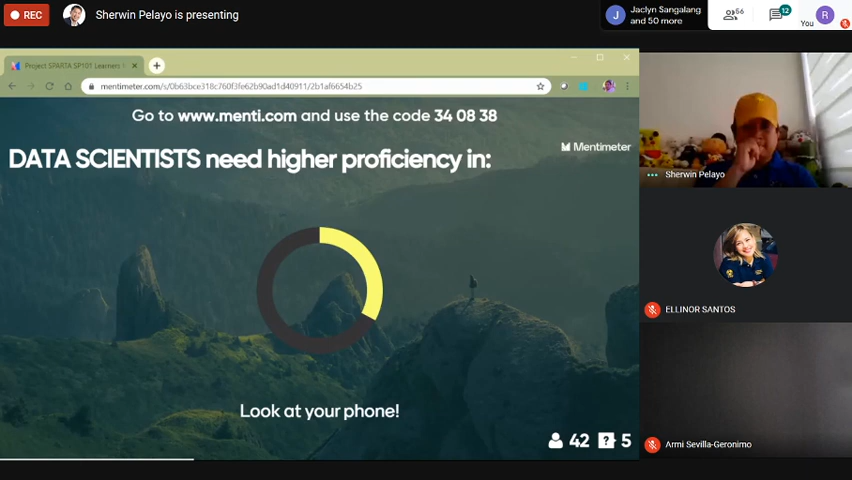 REC
Sherwin Pelayo is presenting
Jaclyn Sangalang
and 50 more
56
12
You
R
J
Project SPARTA SP101 Learners
mentimeter.com/s/0b63bce318c760f3fe62b90ad1d40911/2b1af6654b25
Go to www.menti.com and use the code 34 08 38
Mentimeter
DATA SCIENTISTS need higher proficiency in:
Look at your phone!
42
5
Sherwin Pelayo
ELLINOR SANTOS
Armi Sevilla-Geronimo